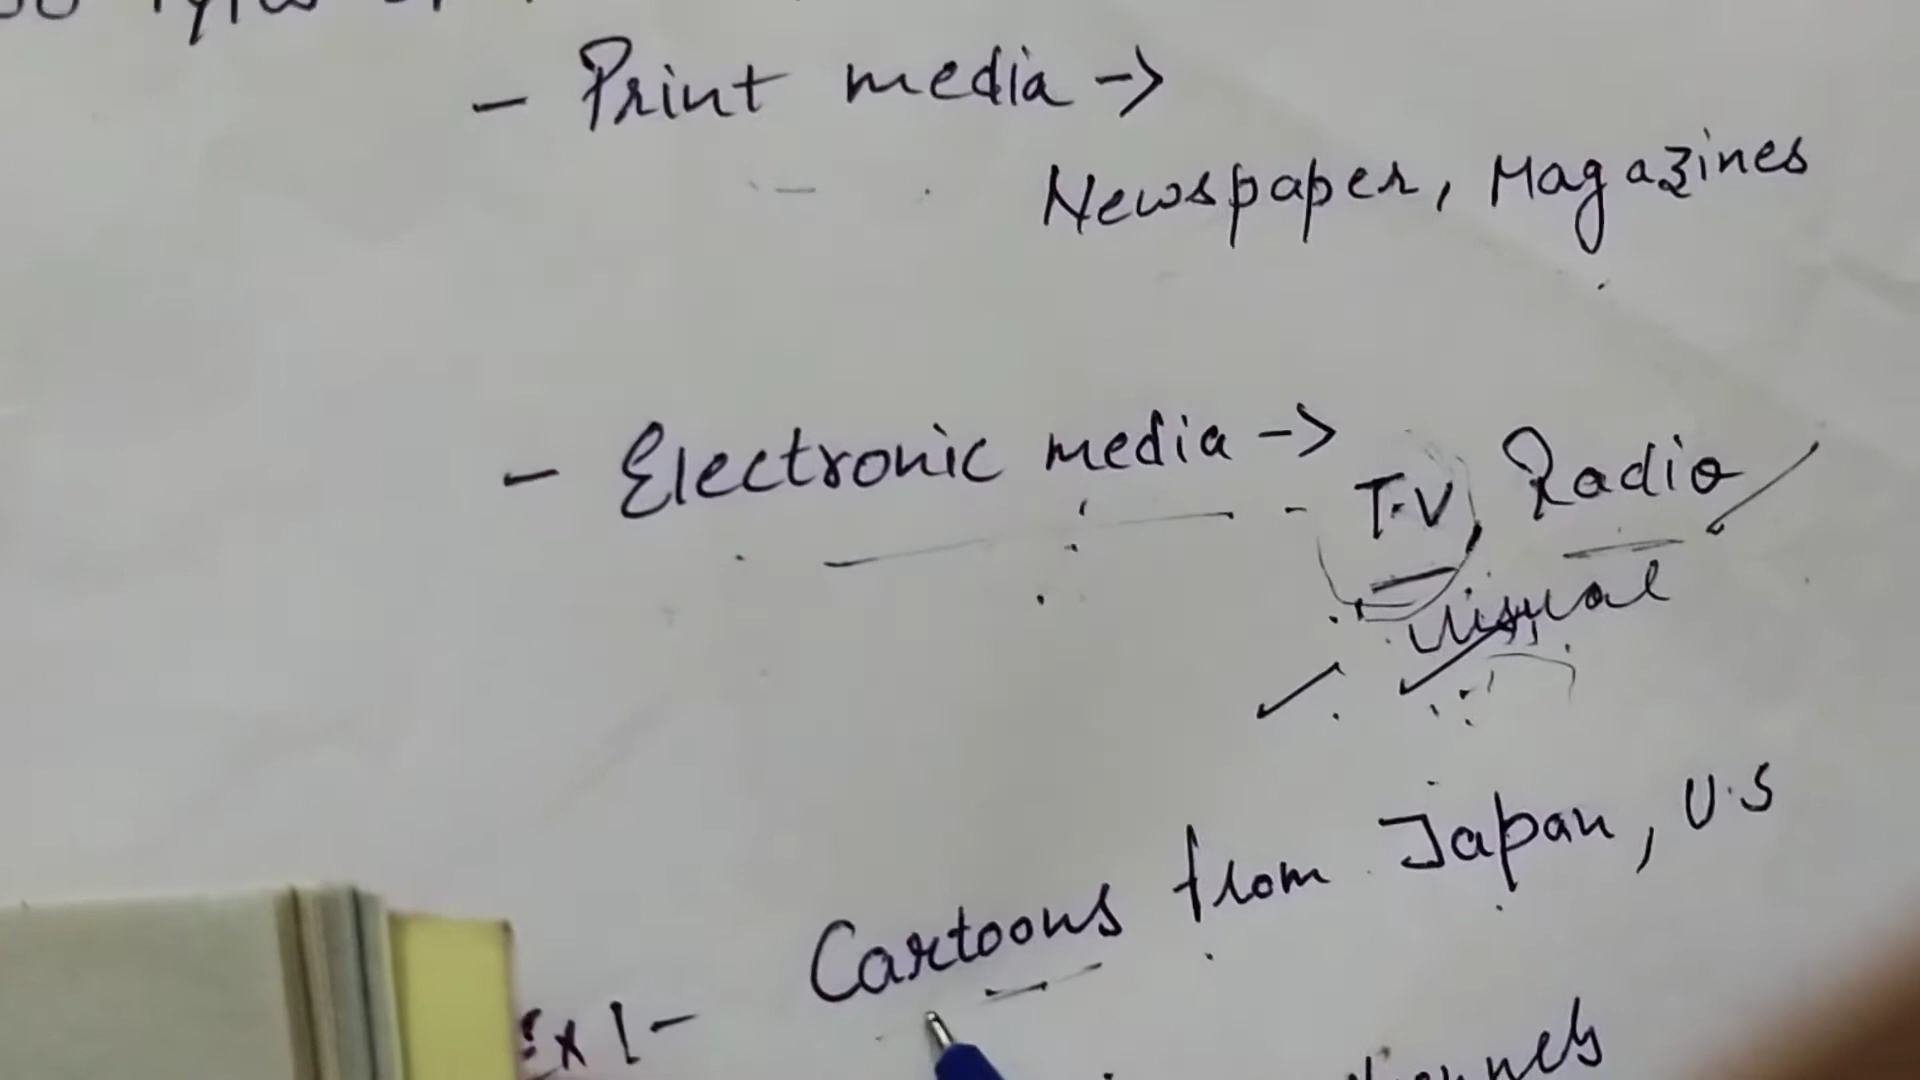 - Print media ->
Newspaper, Magazines
- Electronic media ->
T.V, Radio
Visual
Cartoons from Japan, U.S
Ex 1-